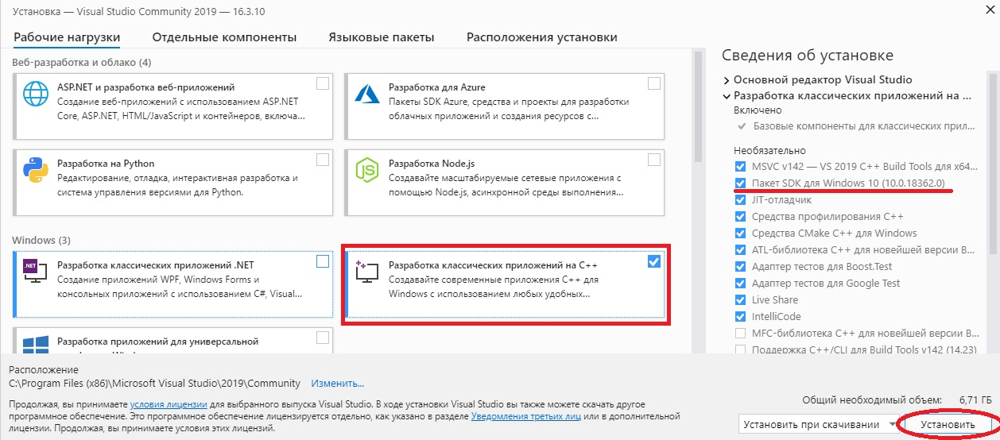 Установка — Visual Studio Community 2019 — 16.3.10
Рабочие нагрузки
Отдельные компоненты
Языковые пакеты
Расположения установки
Веб-разработка и облако (4)
ASP.NET и разработка веб-приложений
Создание веб-приложений с использованием ASP.NET
Core, ASP.NET, HTML/JavaScript и контейнеров, включа...
Разработка для Azure
Пакеты SDK Azure, средства и проекты для разработки
облачных приложений и создания ресурсов с...
Разработка на Python
Редактирование, отладка, интерактивная разработка и
система управления версиями для Python.
Разработка Node.js
Создавайте масштабируемые сетевые приложения с
помощью Node.js, асинхронной среды выполнения...
Windows (3)
Разработка классических приложений .NET
Создание приложений WPF, Windows Forms и
консольных приложений с использованием C#, Visual...
Разработка классических приложений на C++
Создавайте современные приложения C++ для
Windows с использованием любых удобных...
Разработка приложений для универсальной
Сведения об установке
Основной редактор Visual Studio
Разработка классических приложений на ...
Включено
Базовые компоненты для классических прил...
Необязательно
MSVC v142 — VS 2019 C++ Build Tools для x64...
Пакет SDK для Windows 10 (10.0.18362.0)
JIT-отладчик
Средства профилирования C++
Средства CMake C++ для Windows
ATL-библиотека C++ для новейшей версии B...
Адаптер тестов для Boost.Test
Адаптер тестов для Google Test
Live Share
IntelliCode
MFC-библиотека C++ для новейшей версии B...
Поддержка C++/CLI для Build Tools v142 (14.23)
Расположение
C:\Program Files (x86)\Microsoft Visual Studio\2019\Community Изменить...
Продолжая, вы принимаете условия лицензии для выбранного выпуска Visual Studio. В ходе установки Visual Studio вы также можете скачать другое
программное обеспечение. Это программное обеспечение лицензируется отдельно, как указано в разделе Уведомления третьих лиц или в дополнительной
лицензии. Продолжая, вы принимаете условия этих лицензий.
Общий необходимый объем: 6,71 ГБ
Установить при скачивании
Установить